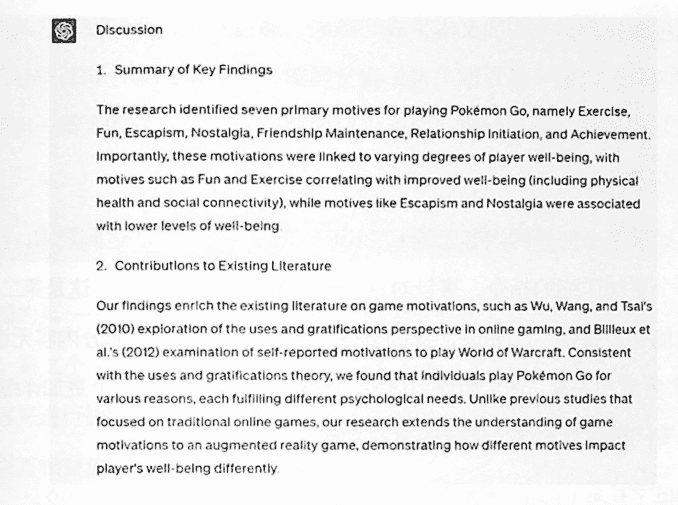 Discussion
1. Summary of Key Findings
The research identified seven primary motives for playing Pokémon Go, namely Exercise,
Fun, Escapism, Nostalgia, Friendship Maintenance, Relationship Initiation, and Achievement.
Importantly, these motivations were linked to varying degrees of player well-being, with
motives such as Fun and Exercise correlating with improved well-being (including physical
health and social connectivity), while motives like Escapism and Nostalgia were associated
with lower levels of well-being.
2. Contributions to Existing Literature
Our findings enrich the existing literature on game motivations, such as Wu, Wang, and Tsai's
(2010) exploration of the uses and gratifications perspective in online gaming, and Billieux et
al.'s (2012) examination of self-reported motivations to play World of Warcraft. Consistent
with the uses and gratifications theory, we found that individuals play Pokémon Go for
various reasons, each fulfilling different psychological needs. Unlike previous studies that
focused on traditional online games, our research extends the understanding of game
motivations to an augmented reality game, demonstrating how different motives impact
player's well-being differently.